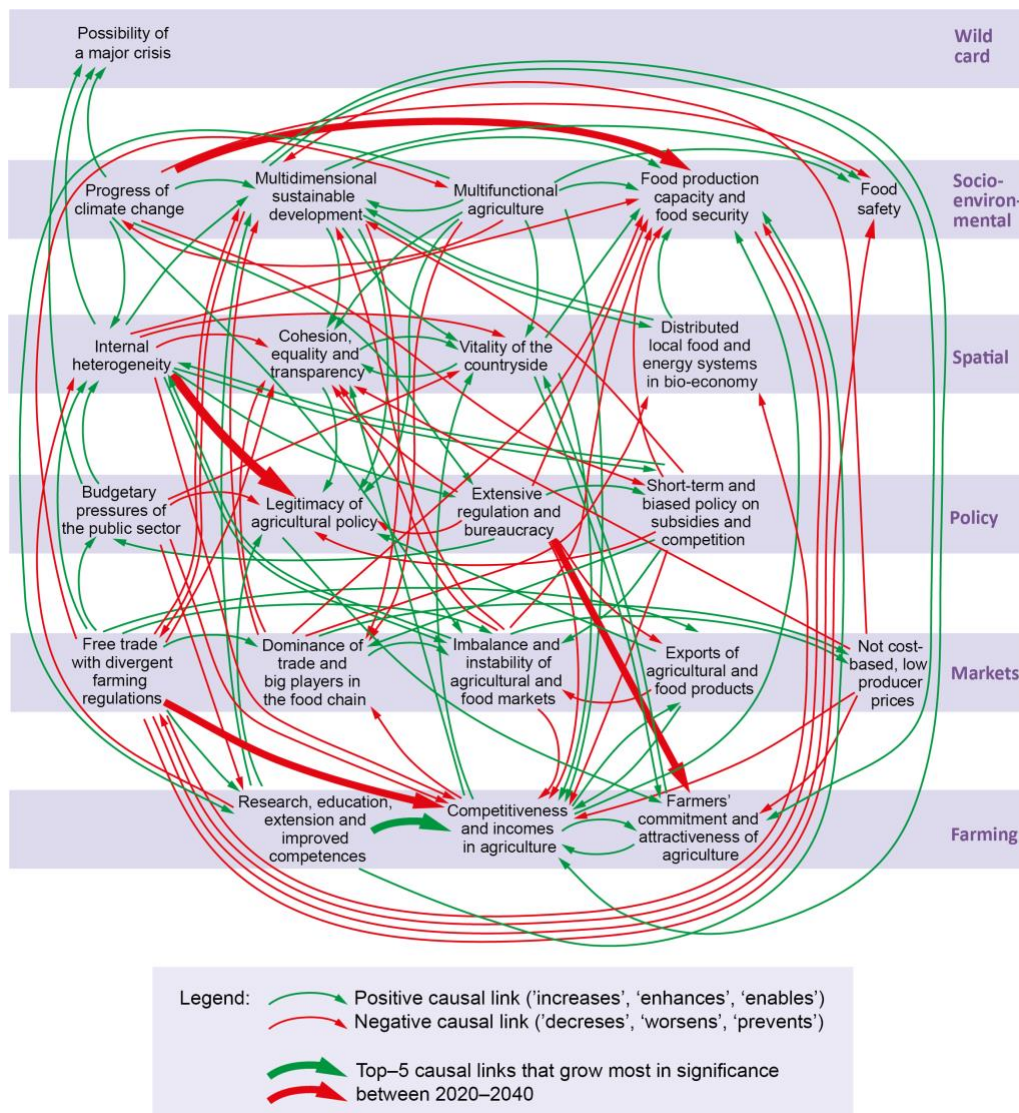 Possibility of
a major crisis
Wild
card
Progress of
climate change
Multidimensional
sustainable
development
Multifunctional
agriculture
Food production
capacity and
food security
Food
safety
Socio-
environ-
mental
Internal
heterogeneity
Cohesion,
equality and
transparency
Vitality of the
countryside
Distributed
local food and
energy systems
in bio-economy
Spatial
Budgetary
pressures of
the public sector
Legitimacy of
agricultural policy
Extensive
regulation and
bureaucracy
Short-term and
biased policy on
subsidies and
competition
Policy
Free trade
with divergent
farming
regulations
Dominance of
trade and
big players in
the food chain
Imbalance and
instability of
agricultural and
food markets
Exports of
agricultural and
food products
Not cost-
based, low
producer
prices
Markets
Research, education,
extension and
improved
competences
Competitiveness
and incomes
in agriculture
Farmers'
commitment and
attractiveness of
agriculture
Farming
Legend:
Positive causal link ('increases', 'enhances', 'enables')
Negative causal link ('decreses', 'worsens', 'prevents')
Top–5 causal links that grow most in significance
between 2020–2040